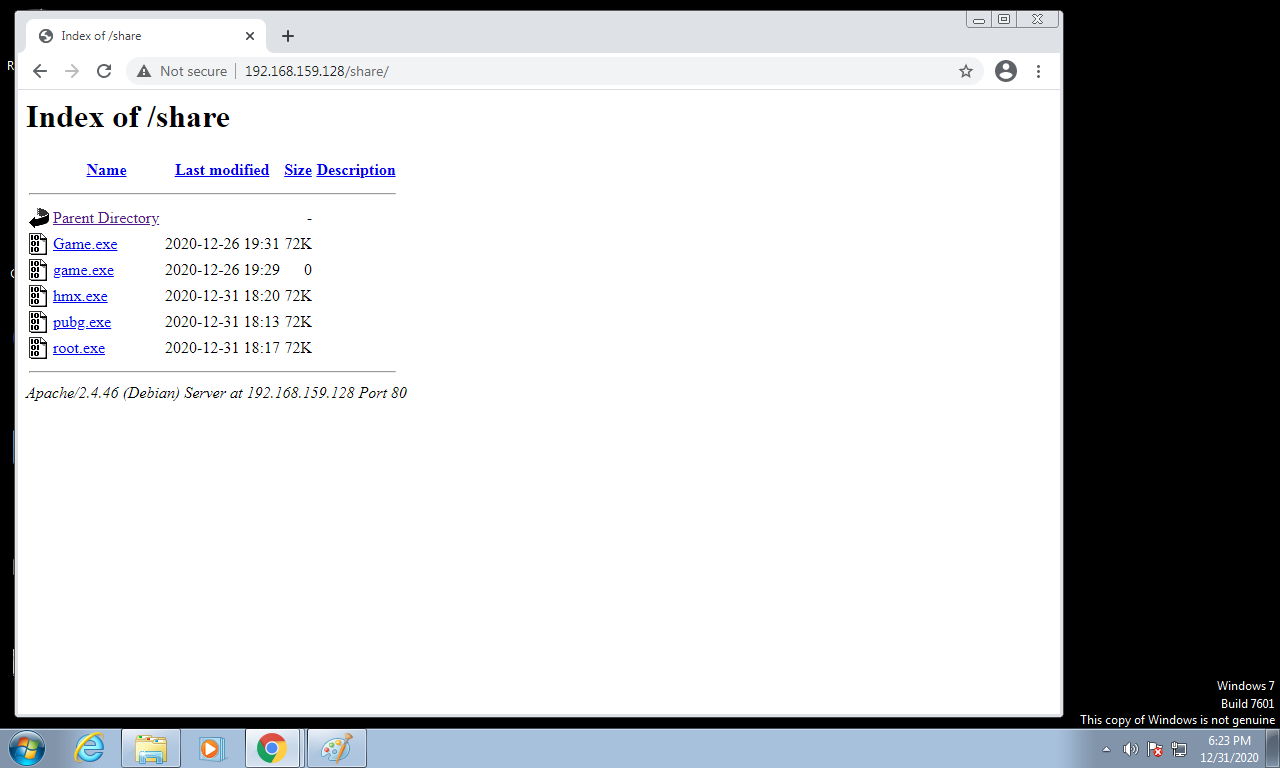 Index of /share
Not secure 192.168.159.128/share/
Index of /share
Name Last modified Size Description
Parent Directory -
Game.exe 2020-12-26 19:31 72K
game.exe 2020-12-26 19:29 0
hmx.exe 2020-12-31 18:20 72K
pubg.exe 2020-12-31 18:13 72K
root.exe 2020-12-31 18:17 72K
Apache/2.4.46 (Debian) Server at 192.168.159.128 Port 80
Windows 7
Build 7601
This copy of Windows is not genuine
6:23 PM
12/31/2020